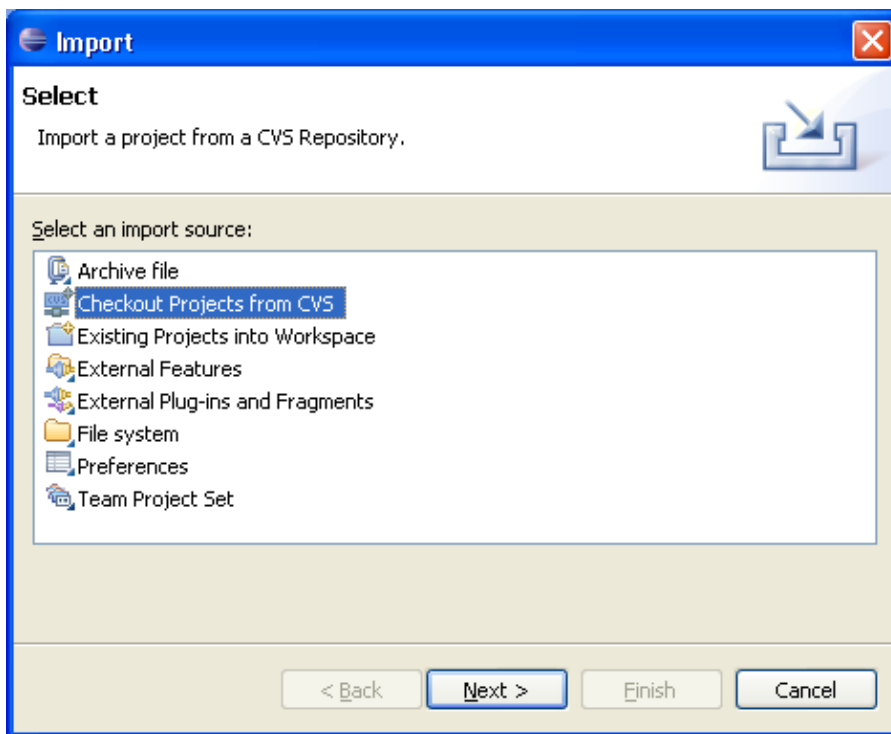 Import
Select
Import a project from a CVS Repository.
Select an import source:
Archive file
Checkout Projects from CVS
Existing Projects into Workspace
External Features
External Plug-ins and Fragments
File system
Preferences
Team Project Set
< Back Next > Finish Cancel